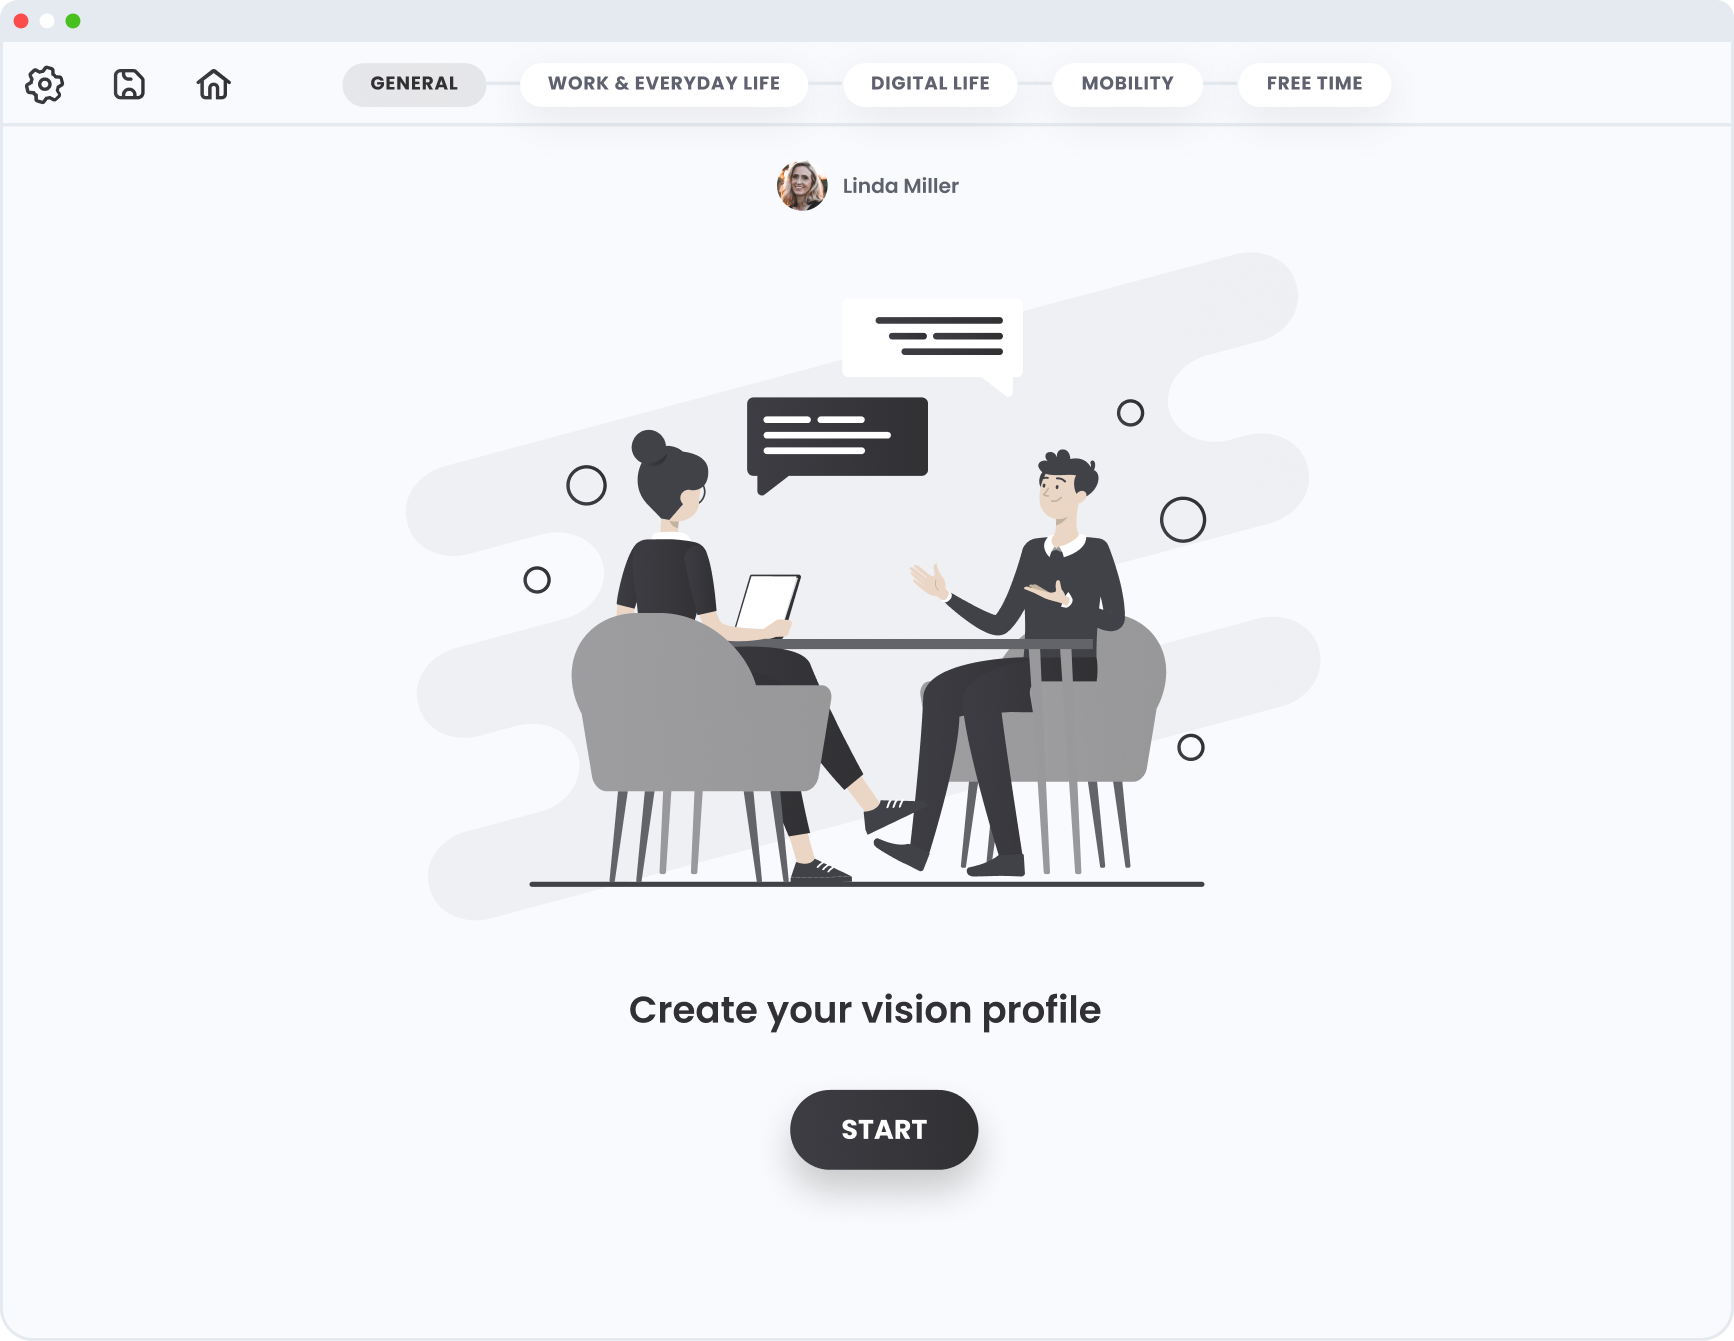 GENERAL
WORK & EVERYDAY LIFE
DIGITAL LIFE
MOBILITY
FREE TIME
Linda Miller
Create your vision profile
START